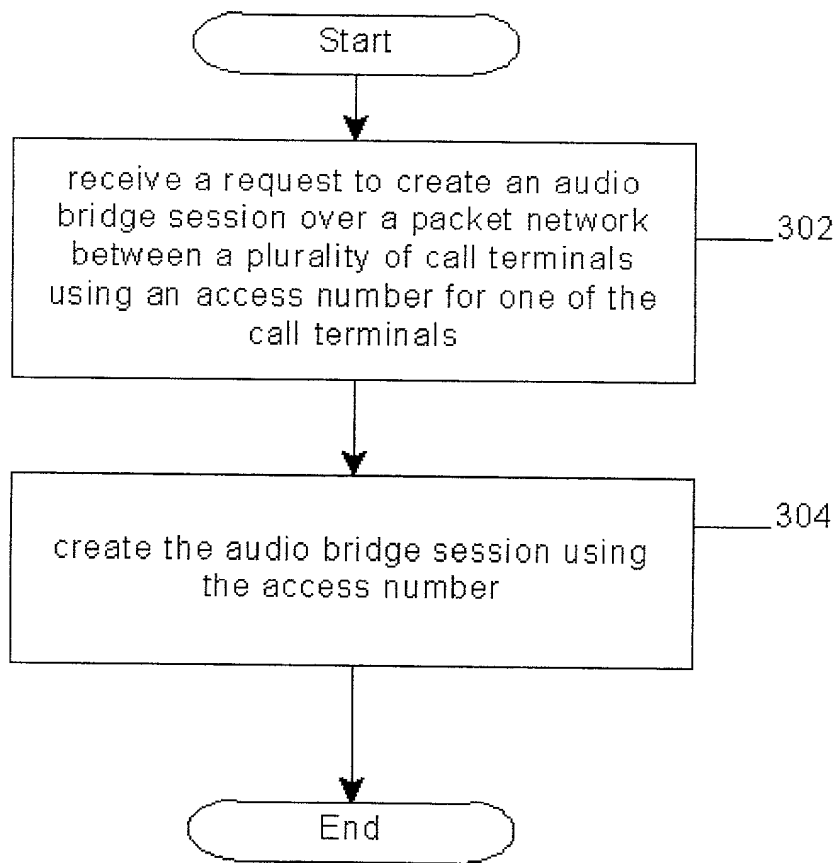 Start
receive a request to create an audio
bridge session over a packet network
between a plurality of call terminals
using an access number for one of the
call terminals
302
create the audio bridge session using
the access number
304
End